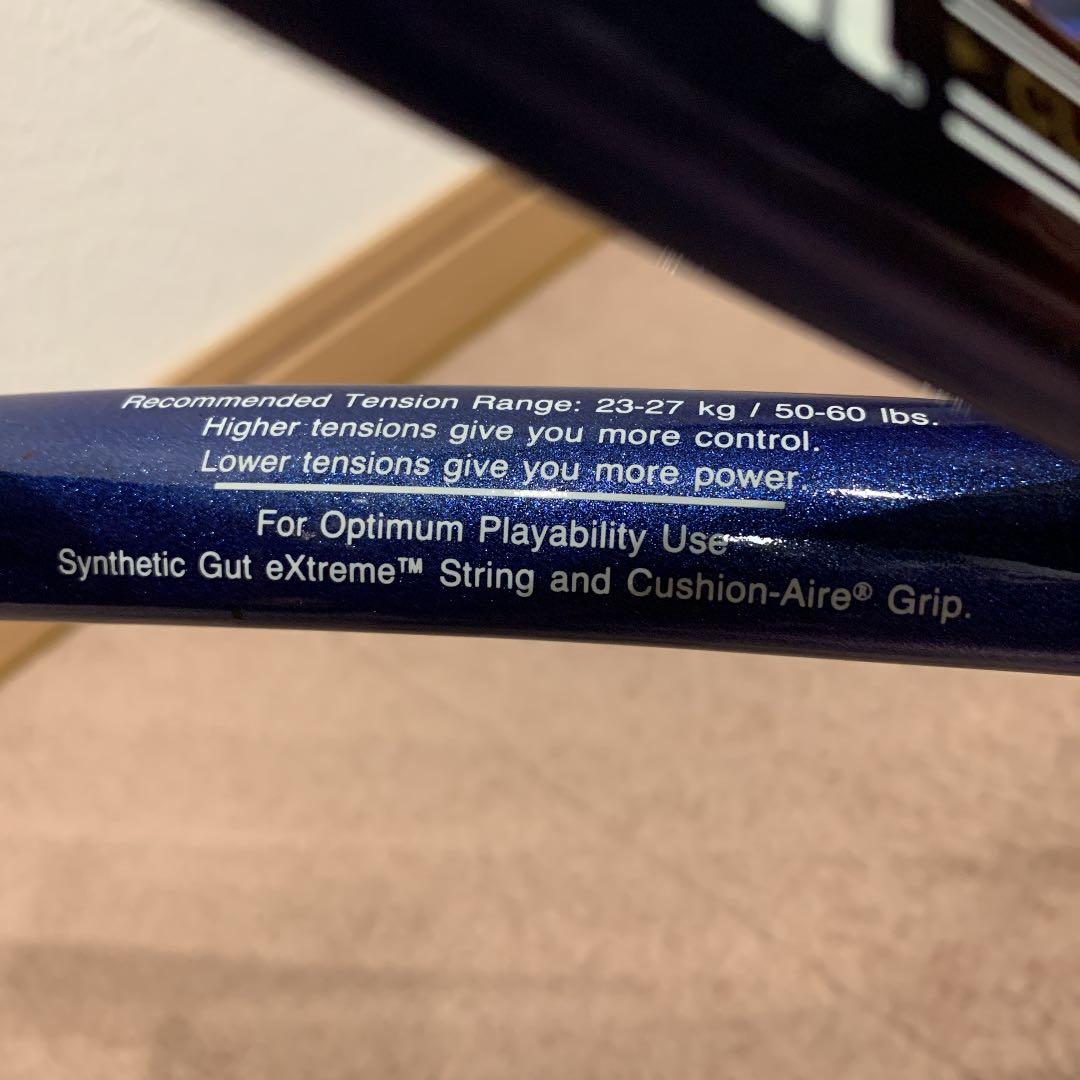 Recommended Tension Range: 23-27 kg / 50-60 lbs.
Higher tensions give you more control.
Lower tensions give you more power.
For Optimum Playability Use
Synthetic Gut eXtreme™ String and Cushion-Aire® Grip.